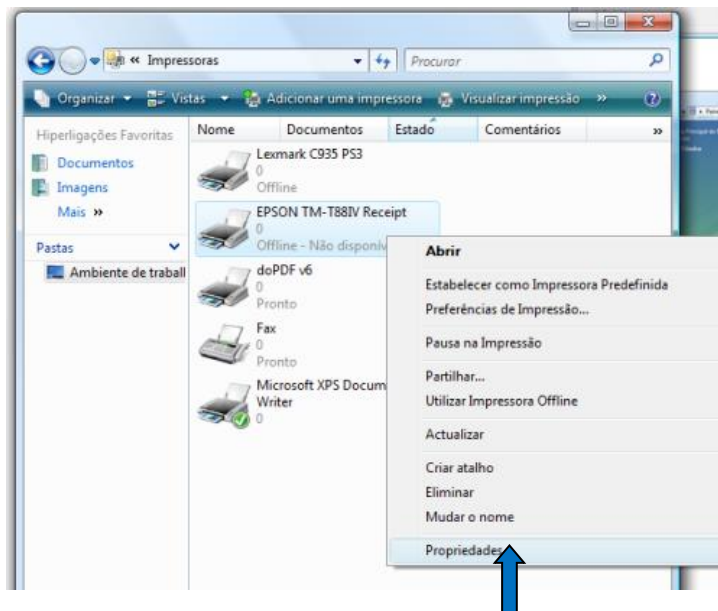 « Impressoras
Procurar
Organizar Vistas Adicionar uma impressora Visualizar impressão »
Hiperligações Favoritas
Documentos
Imagens
Mais »
Pastas
Ambiente de traball
Nome Documentos Estado Comentários »
Lexmark C935 PS3
0
Offline
EPSON TM-T88IV Receipt
0
Offline - Não disponív
doPDF v6
0
Pronto
Fax
0
Pronto
Microsoft XPS Docum
Writer
0
Abrir
Estabelecer como Impressora Predefinida
Preferências de Impressão...
Pausa na Impressão
Partilhar...
Utilizar Impressora Offline
Actualizar
Criar atalho
Eliminar
Mudar o nome
Propriedades